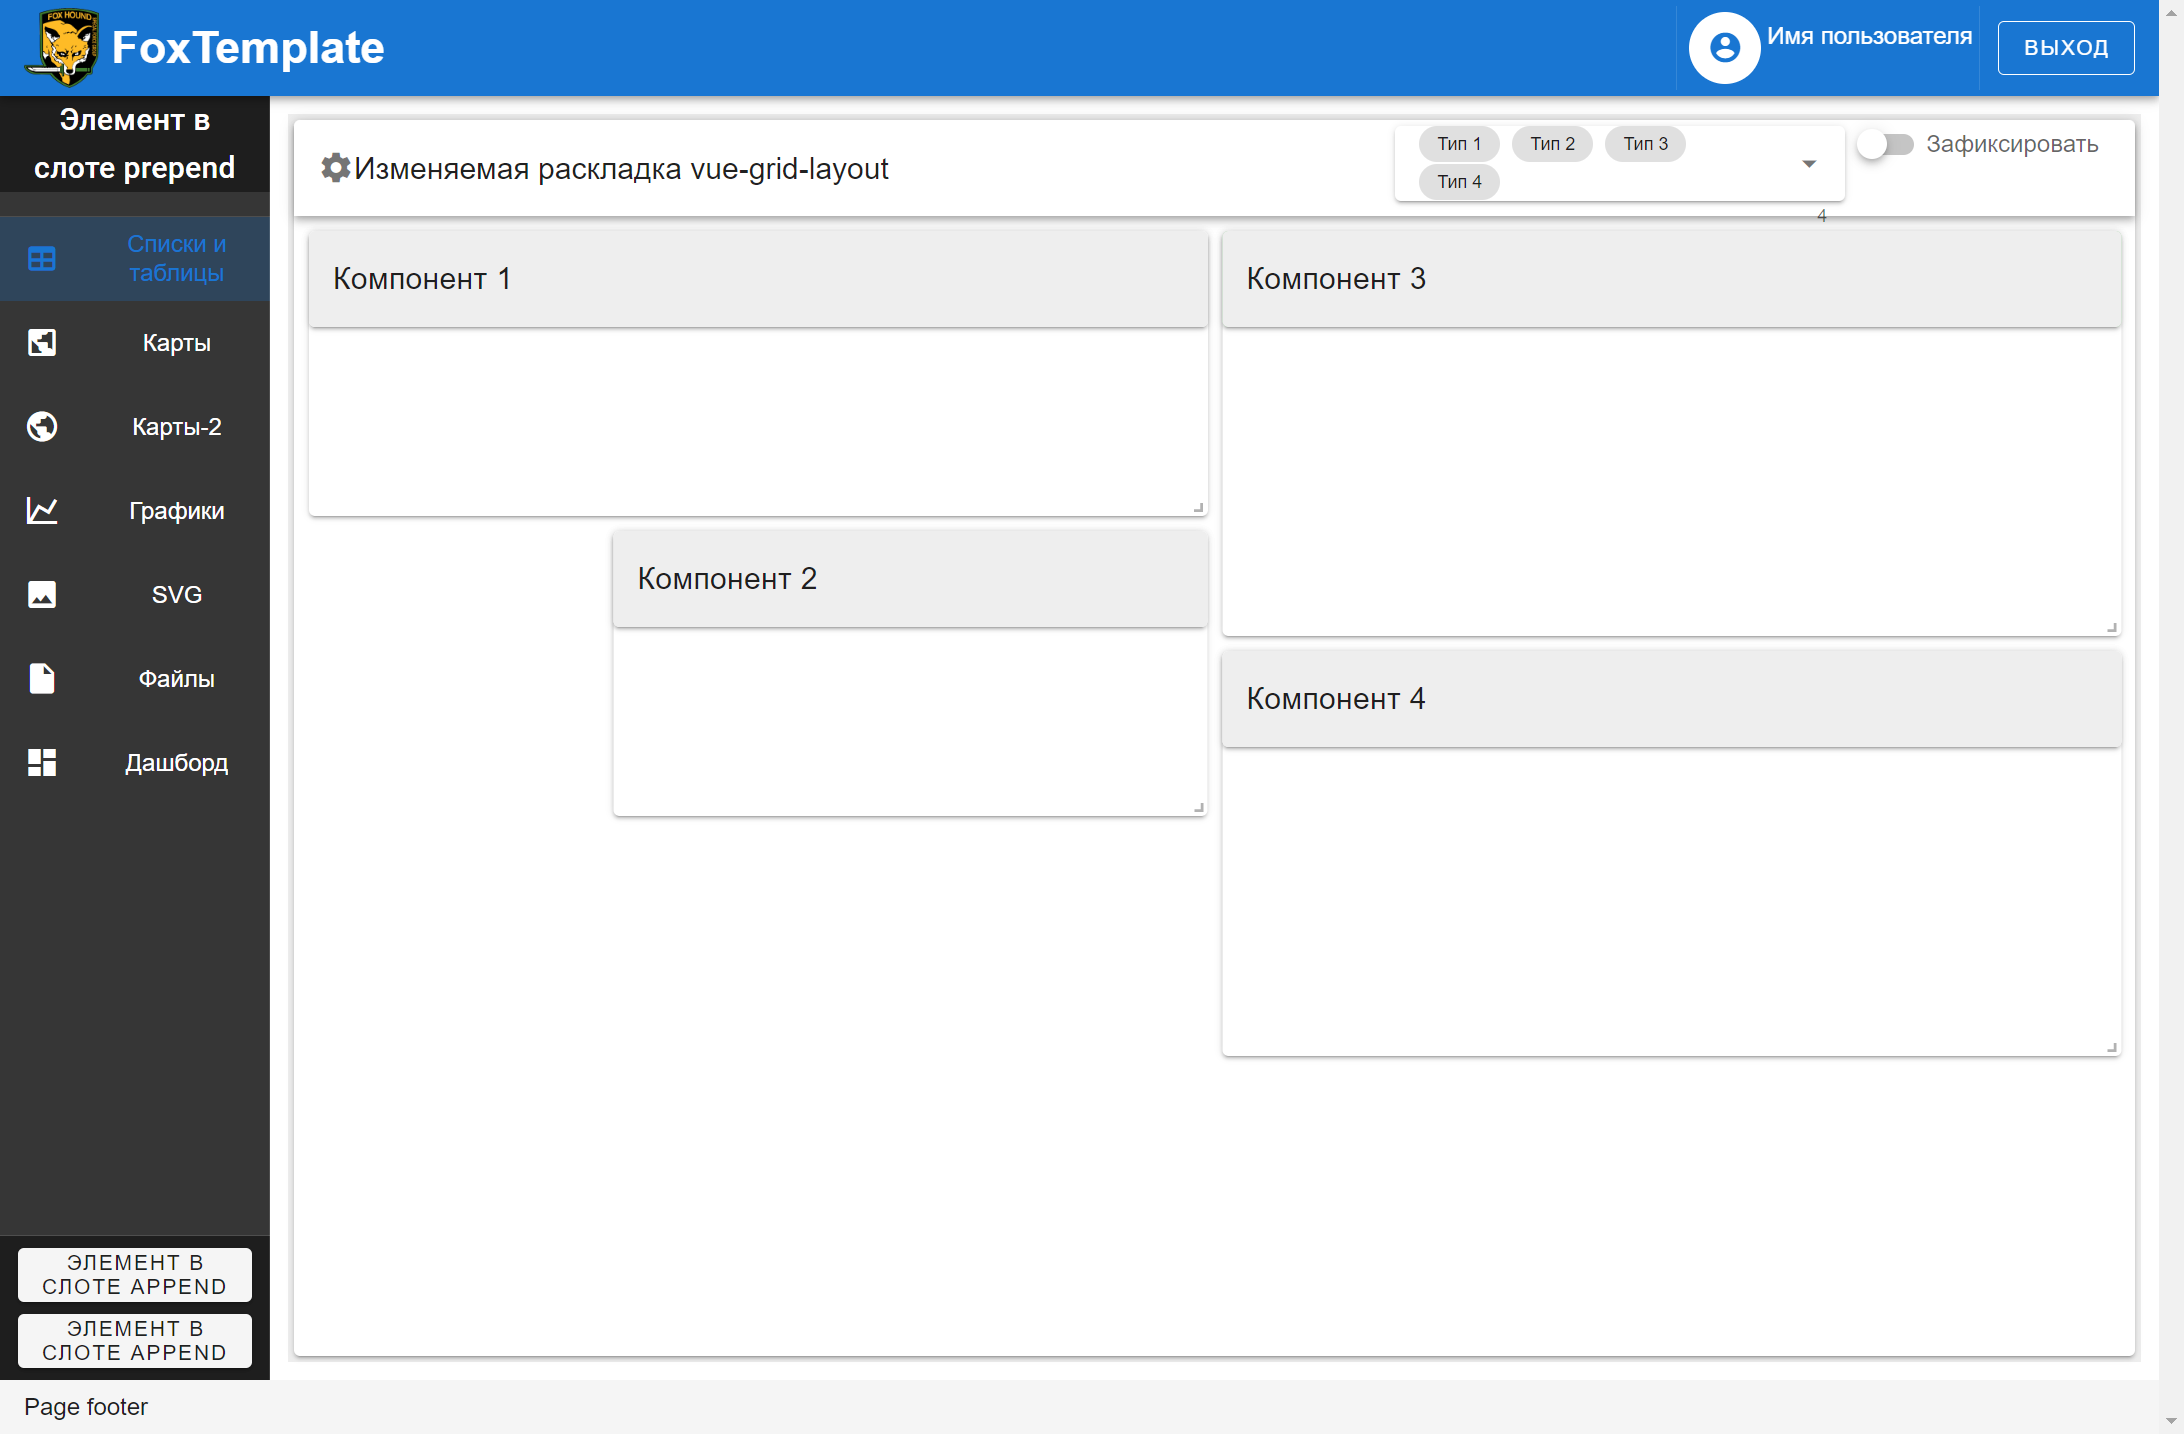 FOX HOUND
FoxTemplate
Имя пользователя
ВЫХОД
Элемент в
слоте prepend
Списки и
таблицы
Карты
Карты-2
Графики
SVG
Файлы
Дашборд
ЭЛЕМЕНТ В
СЛОТЕ APPEND
ЭЛЕМЕНТ В
СЛОТЕ APPEND
Изменяемая раскладка vue-grid-layout
Тип 1 Тип 2 Тип 3
Тип 4
4
Зафиксировать
Компонент 1
Компонент 3
Компонент 2
Компонент 4
Page footer